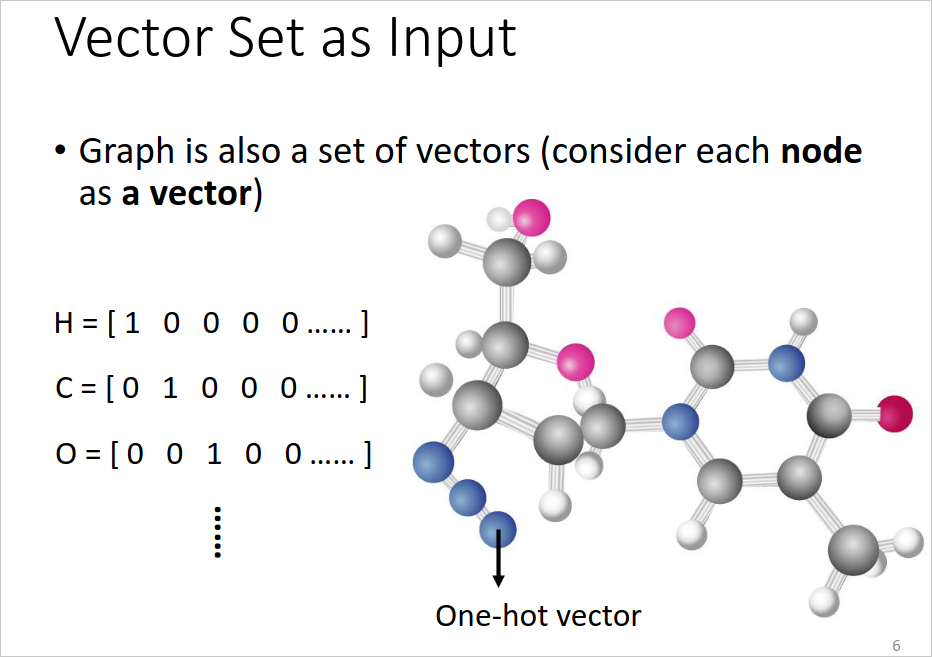 Vector Set as Input
• Graph is also a set of vectors (consider each node
as a vector)
H = [ 1 0 0 0 0 …… ]
C = [ 0 1 0 0 0 …… ]
O = [ 0 0 1 0 0 …… ]
……
One-hot vector
6